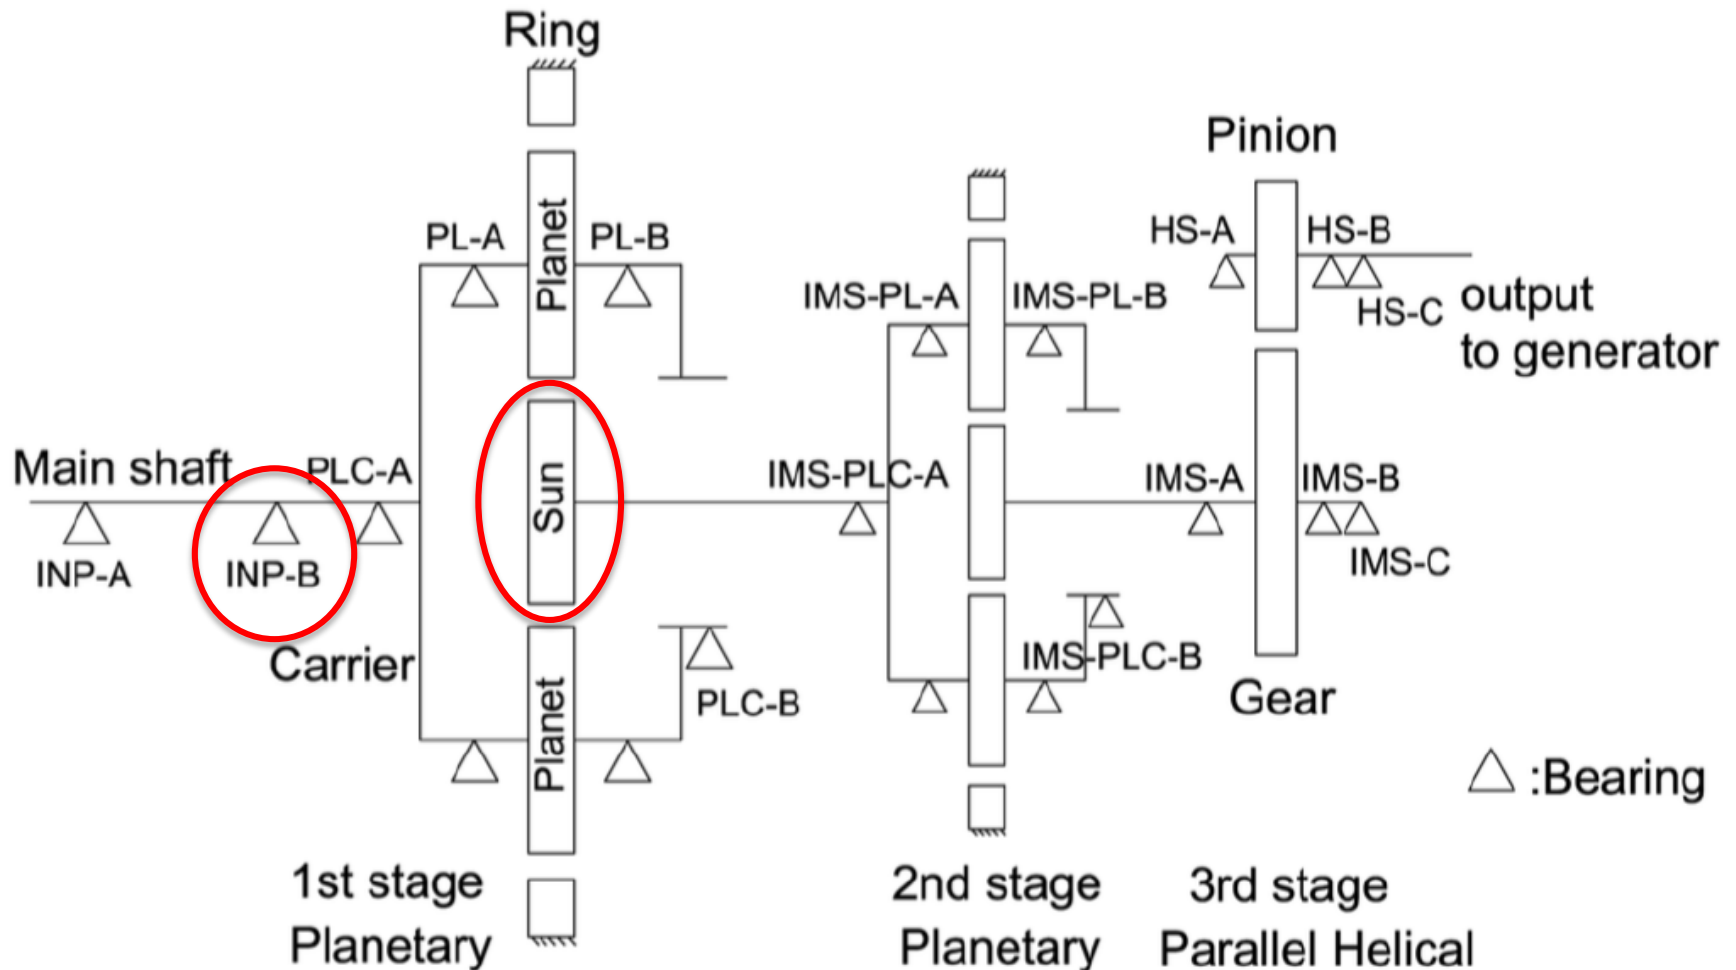 Ring
Pinion
PL-A
Planet
PL-B
HS-A
HS-B
IMS-PL-A
IMS-PL-B
HS-C
output
to generator
Main shaft
PLC-A
Sun
IMS-PLC-A
IMS-A
IMS-B
INP-A
INP-B
IMS-C
Carrier
IMS-PLC-B
PLC-B
Planet
Gear
:Bearing
1st stage
Planetary
2nd stage
Planetary
3rd stage
Parallel Helical